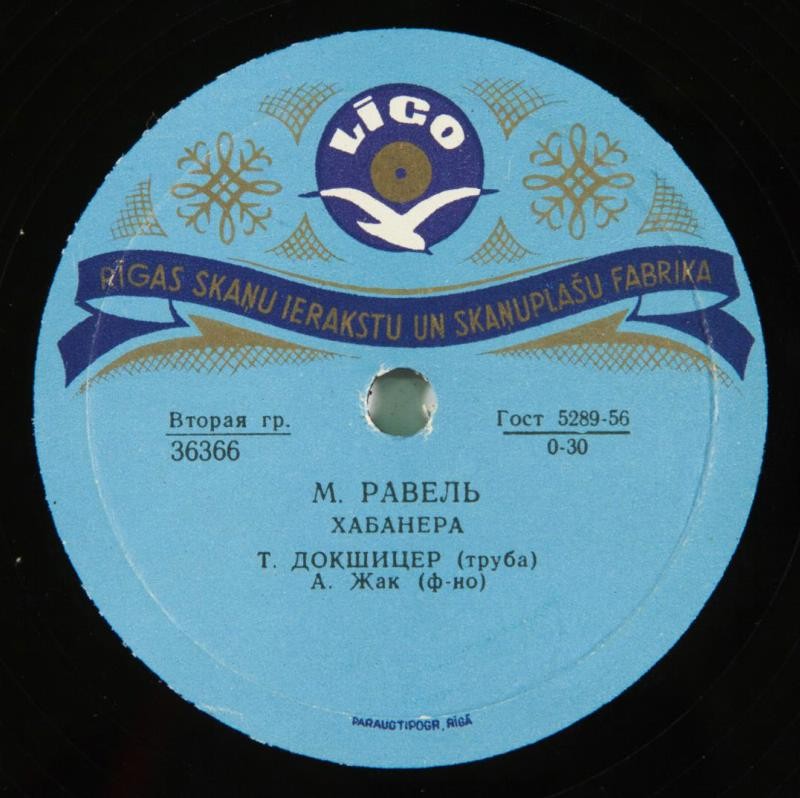 LĪGO
RĪGAS SKAŅU IERAKSTU UN SKAŅUPLAŠU FABRIKA
Вторая гр.
36366
Гост 5289-56
0-30
М. РАВЕЛЬ
ХАБАНЕРА
Т. ДОКШИЦЕР (труба)
А. Жак (ф-но)
PARAUGTIPOGR, RĪGĀ